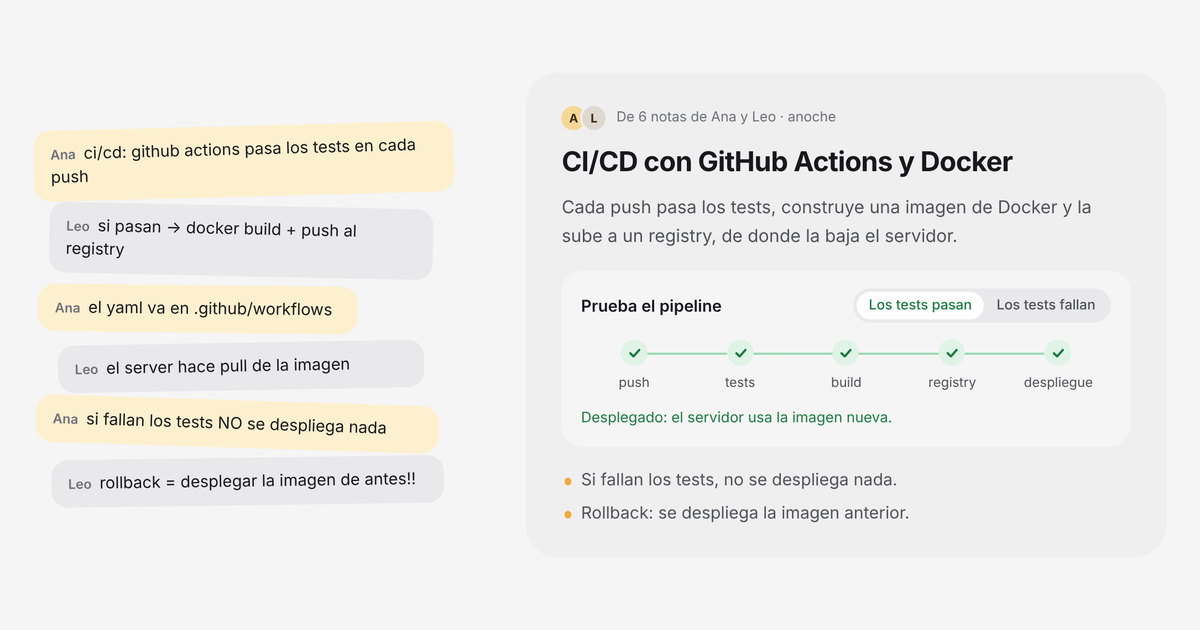 Ana ci/cd: github actions pasa los tests en cada
push
Leo si pasan → docker build + push al
registry
Ana el yaml va en .github/workflows
Leo el server hace pull de la imagen
Ana si fallan los tests NO se despliega nada
Leo rollback = desplegar la imagen de antes!!
A L De 6 notas de Ana y Leo · anoche
CI/CD con GitHub Actions y Docker
Cada push pasa los tests, construye una imagen de Docker y la
sube a un registry, de donde la baja el servidor.
Prueba el pipeline
Los tests pasan Los tests fallan
push tests build registry despliegue
Desplegado: el servidor usa la imagen nueva.
Si fallan los tests, no se despliega nada.
Rollback: se despliega la imagen anterior.